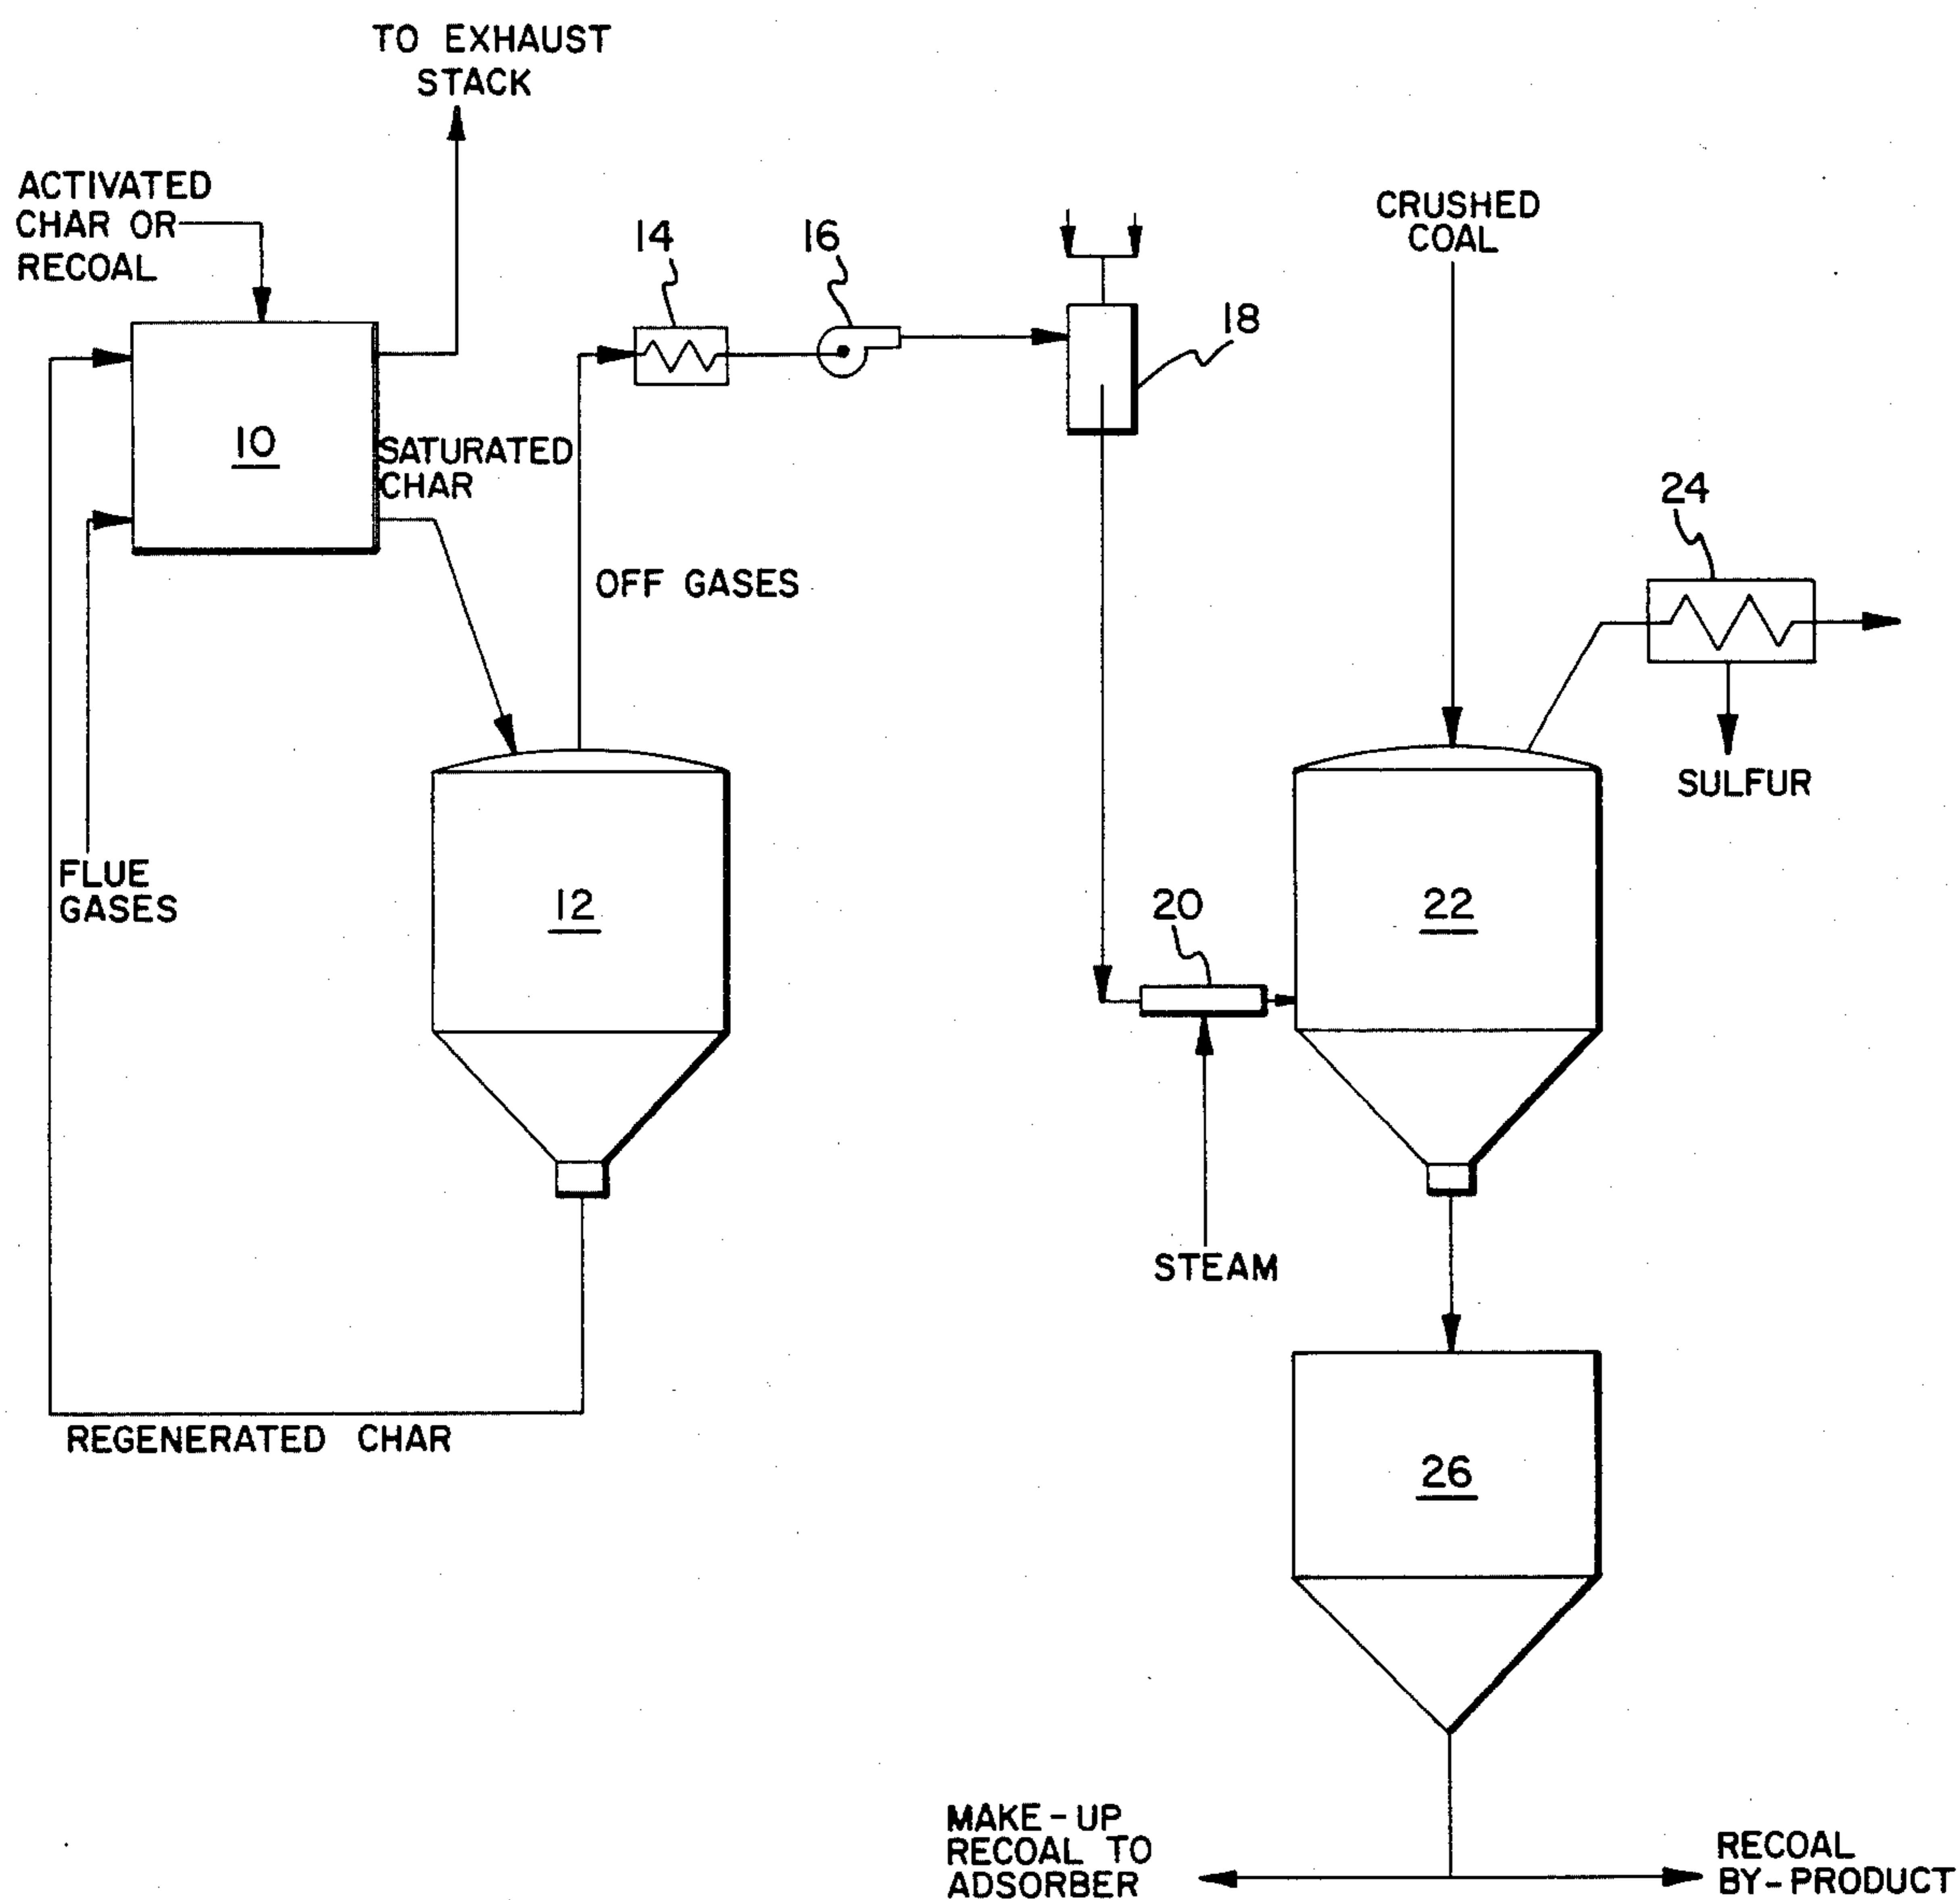 TO EXHAUST
STACK
ACTIVATED
CHAR OR
RECOAL
14
16
18
CRUSHED
COAL
10
SATURATED
CHAR
24
OFF GASES
SULFUR
FLUE
GASES
12
20
22
STEAM
REGENERATED CHAR
26
MAKE-UP
RECOAL TO
ADSORBER
RECOAL
BY-PRODUCT